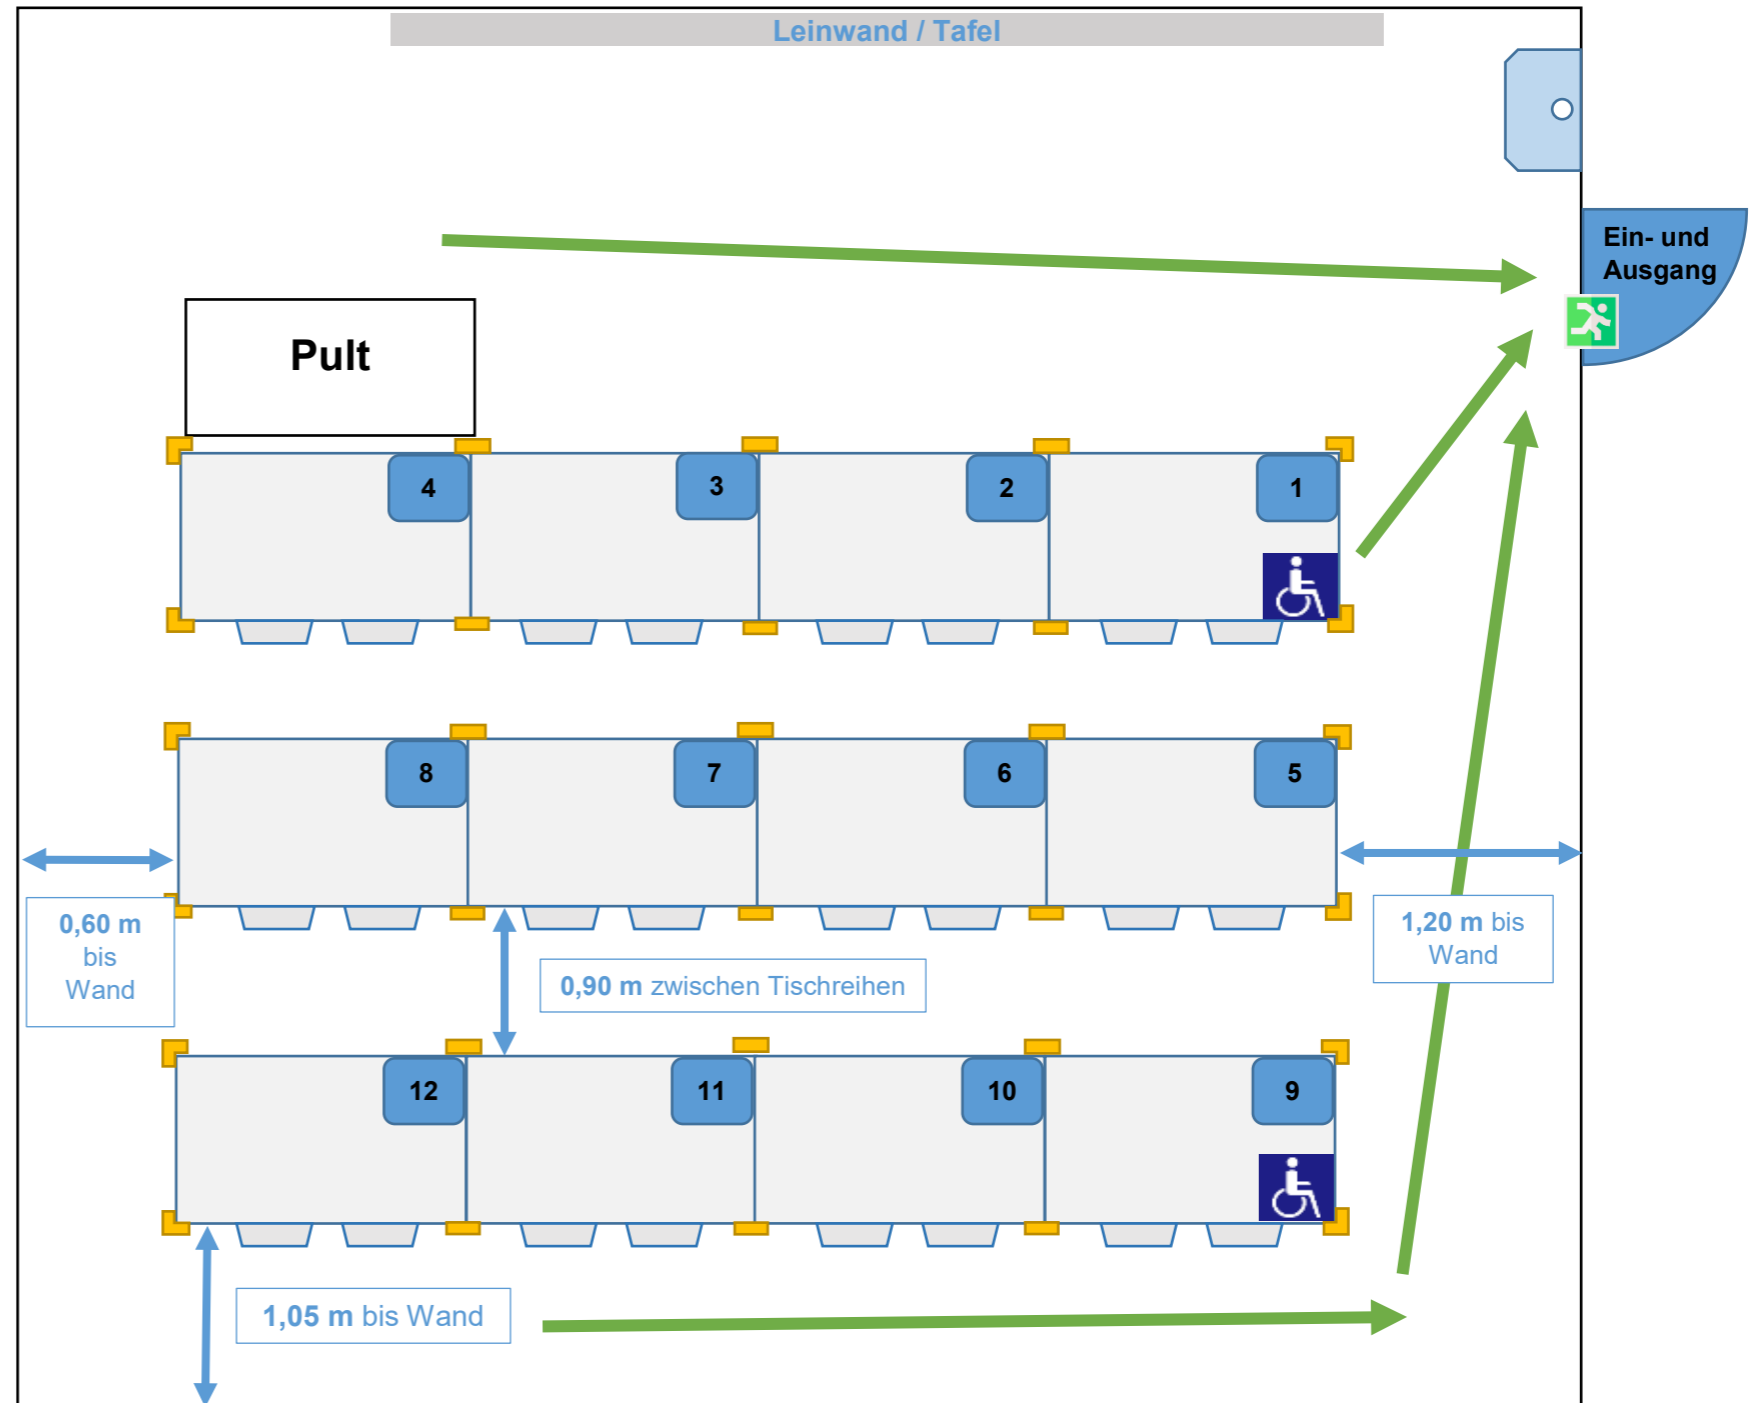 Leinwand / Tafel
Ein- und
Ausgang
Pult
4
3
2
1
8
7
6
5
0,60 m
bis
Wand
1,20 m bis
Wand
0,90 m zwischen Tischreihen
12
11
10
9
1,05 m bis Wand